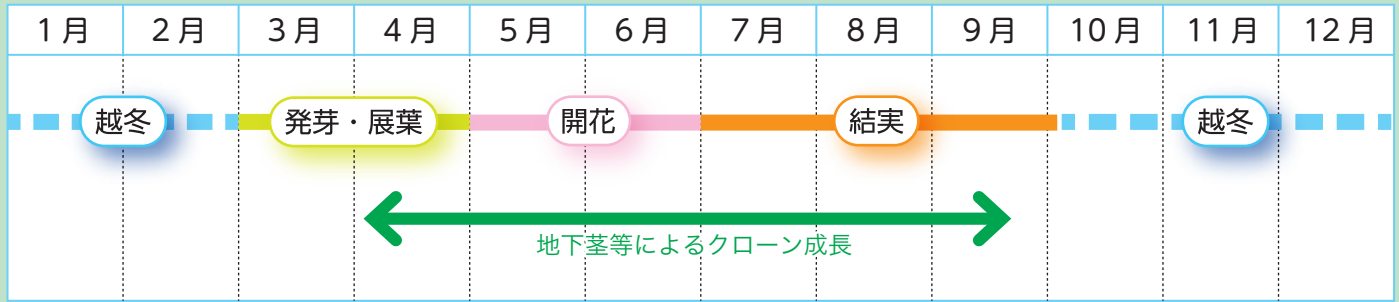 1月 2月 3月 4月 5月 6月 7月 8月 9月 10月 11月 12月
越冬 発芽・展葉 開花 結実 越冬
地下茎等によるクローン成長